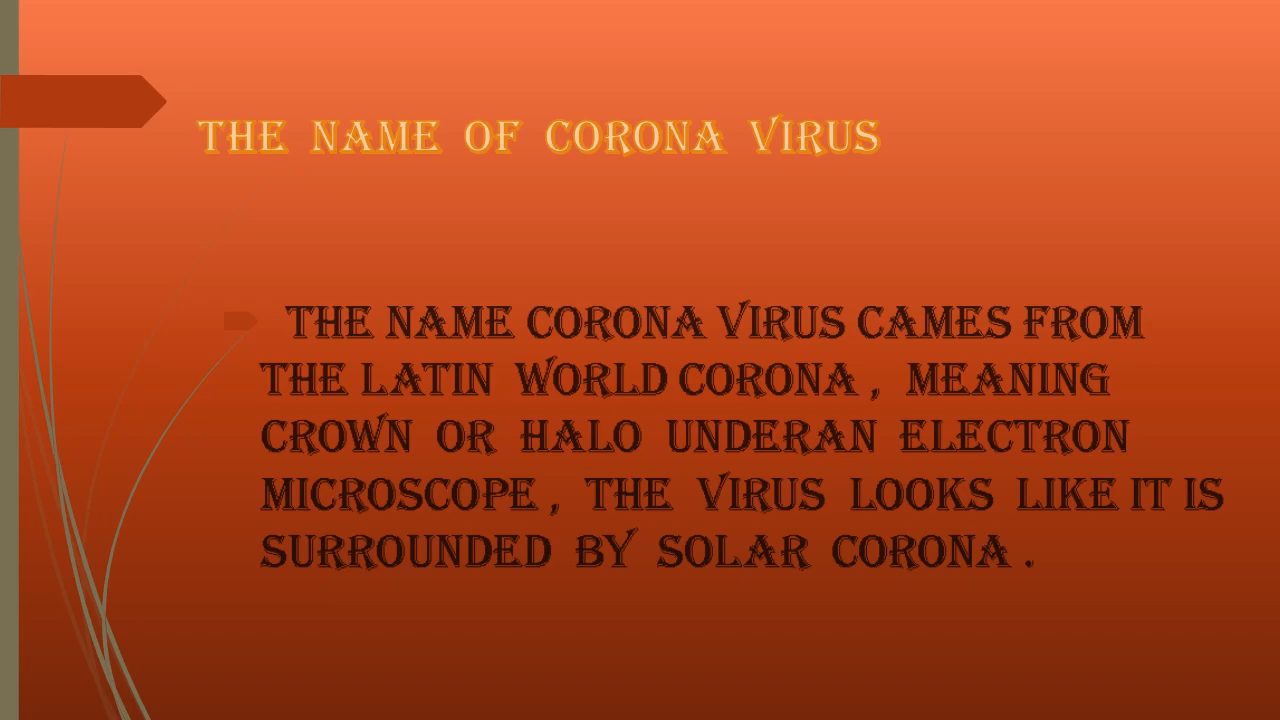 THE NAME OF CORONA VIRUS
THE NAME CORONA VIRUS CAMES FROM
THE LATIN WORLD CORONA , MEANING
CROWN OR HALO UNDERAN ELECTRON
MICROSCOPE , THE VIRUS LOOKS LIKE IT IS
SURROUNDED BY SOLAR CORONA .